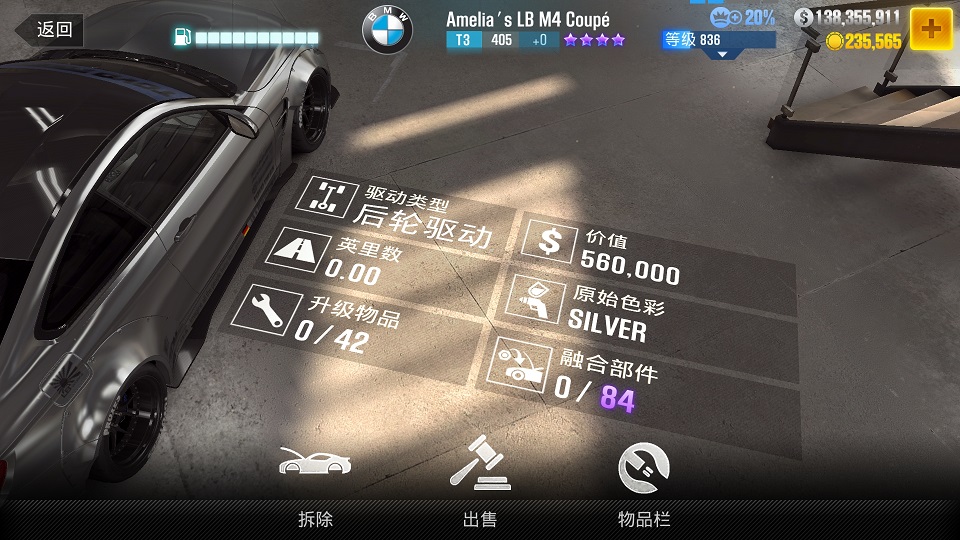 返回
BMW
Amela's LB M4 Coupé
T3 405 +0
20%
等级 836
138,355,911
235,565
驱动类型
后轮驱动
英里数
0.00
升级物品
0/42
价值
560,000
原始色彩
SILVER
融合部件
0/84
拆除
出售
物品栏